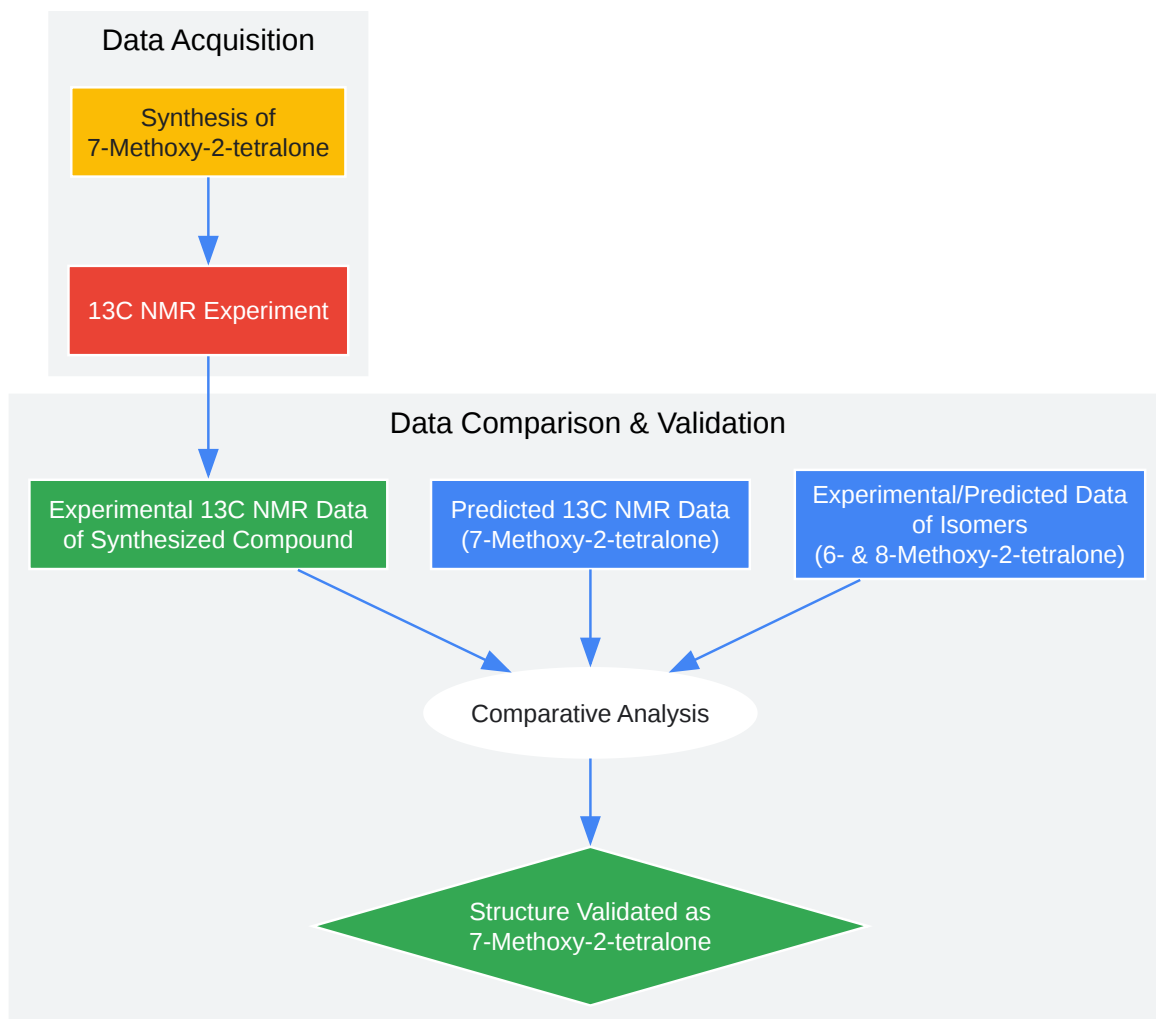 Data Acquisition
Synthesis of
7-Methoxy-2-tetralone
13C NMR Experiment
Data Comparison & Validation
Experimental 13C NMR Data
of Synthesized Compound
Predicted 13C NMR Data
(7-Methoxy-2-tetralone)
Experimental/Predicted Data
of Isomers
(6- & 8-Methoxy-2-tetralone)
Comparative Analysis
Structure Validated as
7-Methoxy-2-tetralone